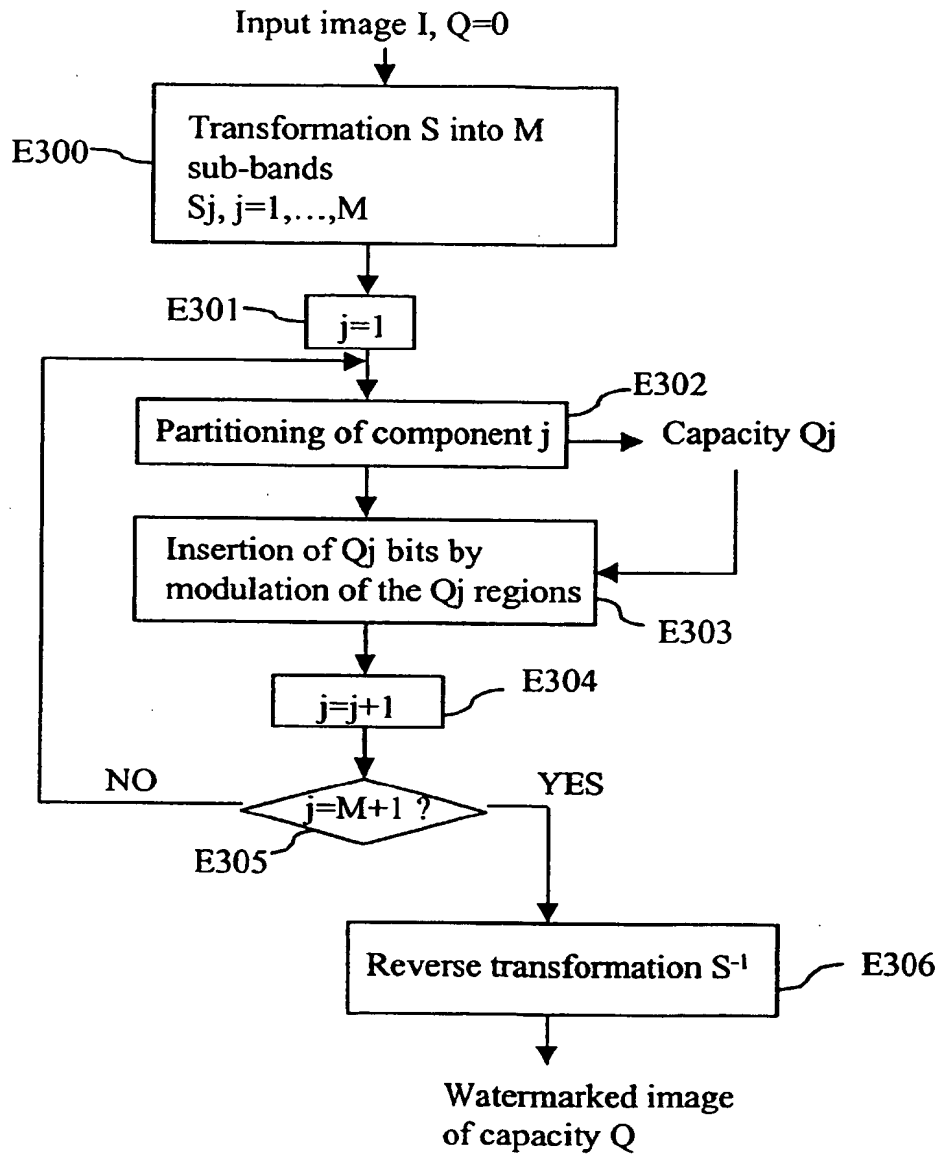 Input image I, Q=0
E300
Transformation S into M
sub-bands
Sj, j=1,...,M
E301
j=1
E302
Partitioning of component j
Capacity Qj
Insertion of Qj bits by
modulation of the Qj regions
E303
E304
j=j+1
NO
YES
j=M+1 ?
E305
Reverse transformation S⁻¹
E306
Watermarked image
of capacity Q